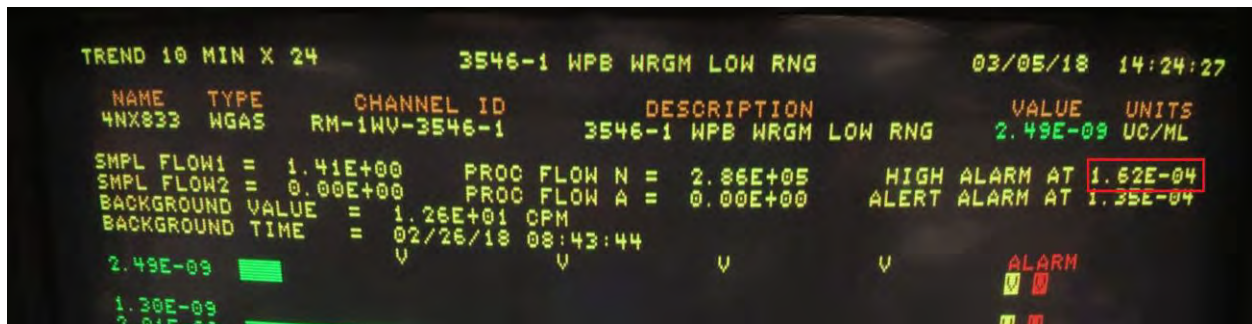 TREND 10 MIN X 24 3546-1 WPB WRGM LOW RNG 03/05/18 14:24:27
NAME TYPE CHANNEL ID DESCRIPTION VALUE UNITS
4NX833 WGAS RM-1WV-3546-1 3546-1 WPB WRGM LOW RNG 2.49E-09 UC/ML
SMPL FLOW1 = 1.41E+00 PROC FLOW N = 2.86E+05 HIGH ALARM AT 1.62E-04
SMPL FLOW2 = 0.00E+00 PROC FLOW A = 0.00E+00 ALERT ALARM AT 1.35E-04
BACKGROUND VALUE = 1.26E+01 CPM
BACKGROUND TIME = 02/26/18 08:43:44
V V V V ALARM
2.49E-09 V V
1.30E-09